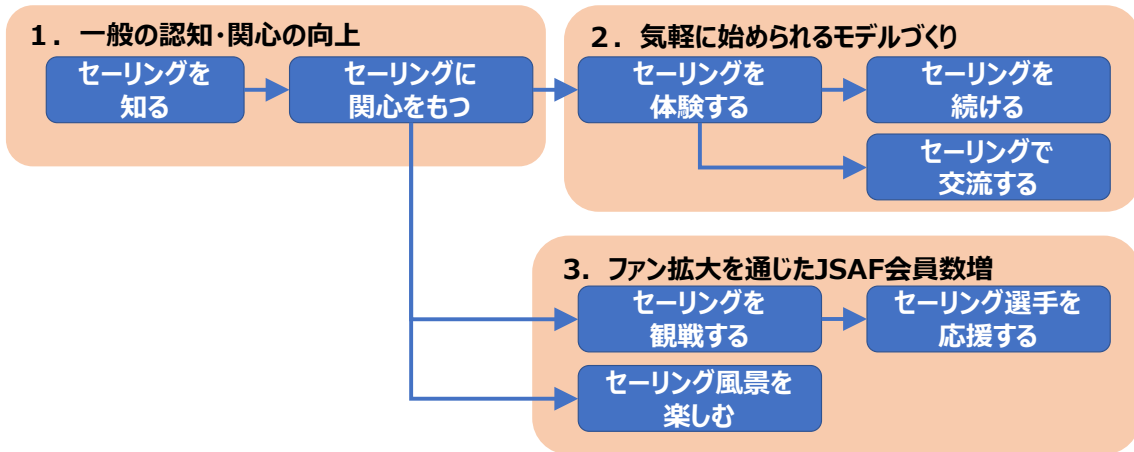 1. 一般の認知・関心の向上
セーリングを
知る
セーリングに
関心をもつ
2. 気軽に始められるモデルづくり
セーリングを
体験する
セーリングを
続ける
セーリングで
交流する
3. ファン拡大を通じたJSAF会員数増
セーリングを
観戦する
セーリング選手を
応援する
セーリング風景を
楽しむ